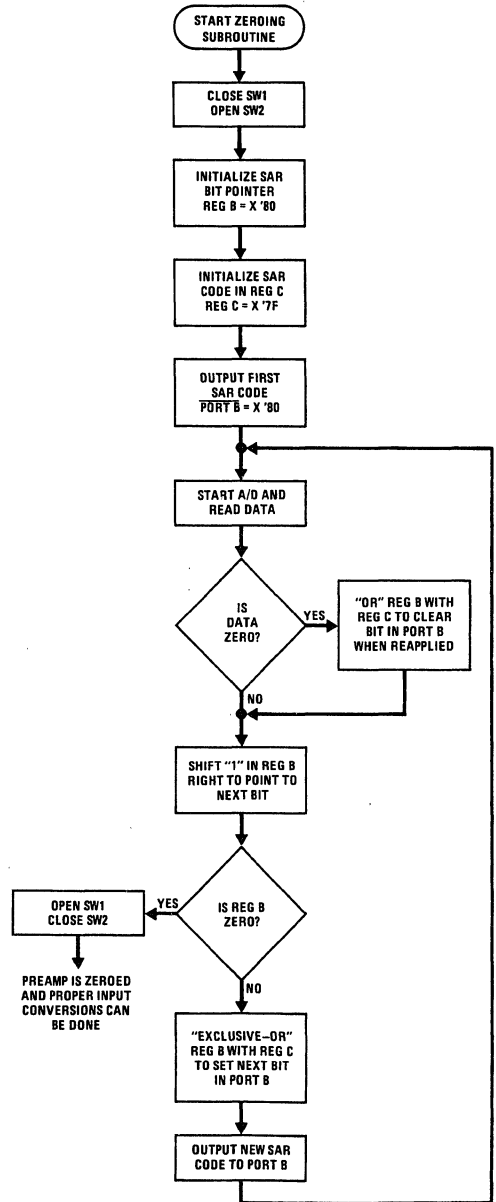 START ZEROING
SUBROUTINE
CLOSE SW1
OPEN SW2
INITIALIZE SAR
BIT POINTER
REG B = X '80
INITIALIZE SAR
CODE IN REG C
REG C = X '7F
OUTPUT FIRST
SAR CODE
PORT B = X '80
START A/D AND
READ DATA
IS
DATA
ZERO?
YES
"OR" REG B WITH
REG C TO CLEAR
BIT IN PORT B
WHEN REAPPLIED
NO
SHIFT "1" IN REG B
RIGHT TO POINT TO
NEXT BIT
IS REG B
ZERO?
YES
OPEN SW1
CLOSE SW2
PREAMP IS ZEROED
AND PROPER INPUT
CONVERSIONS CAN
BE DONE
NO
"EXCLUSIVE–OR"
REG B WITH REG C
TO SET NEXT BIT
IN PORT B
OUTPUT NEW SAR
CODE TO PORT B